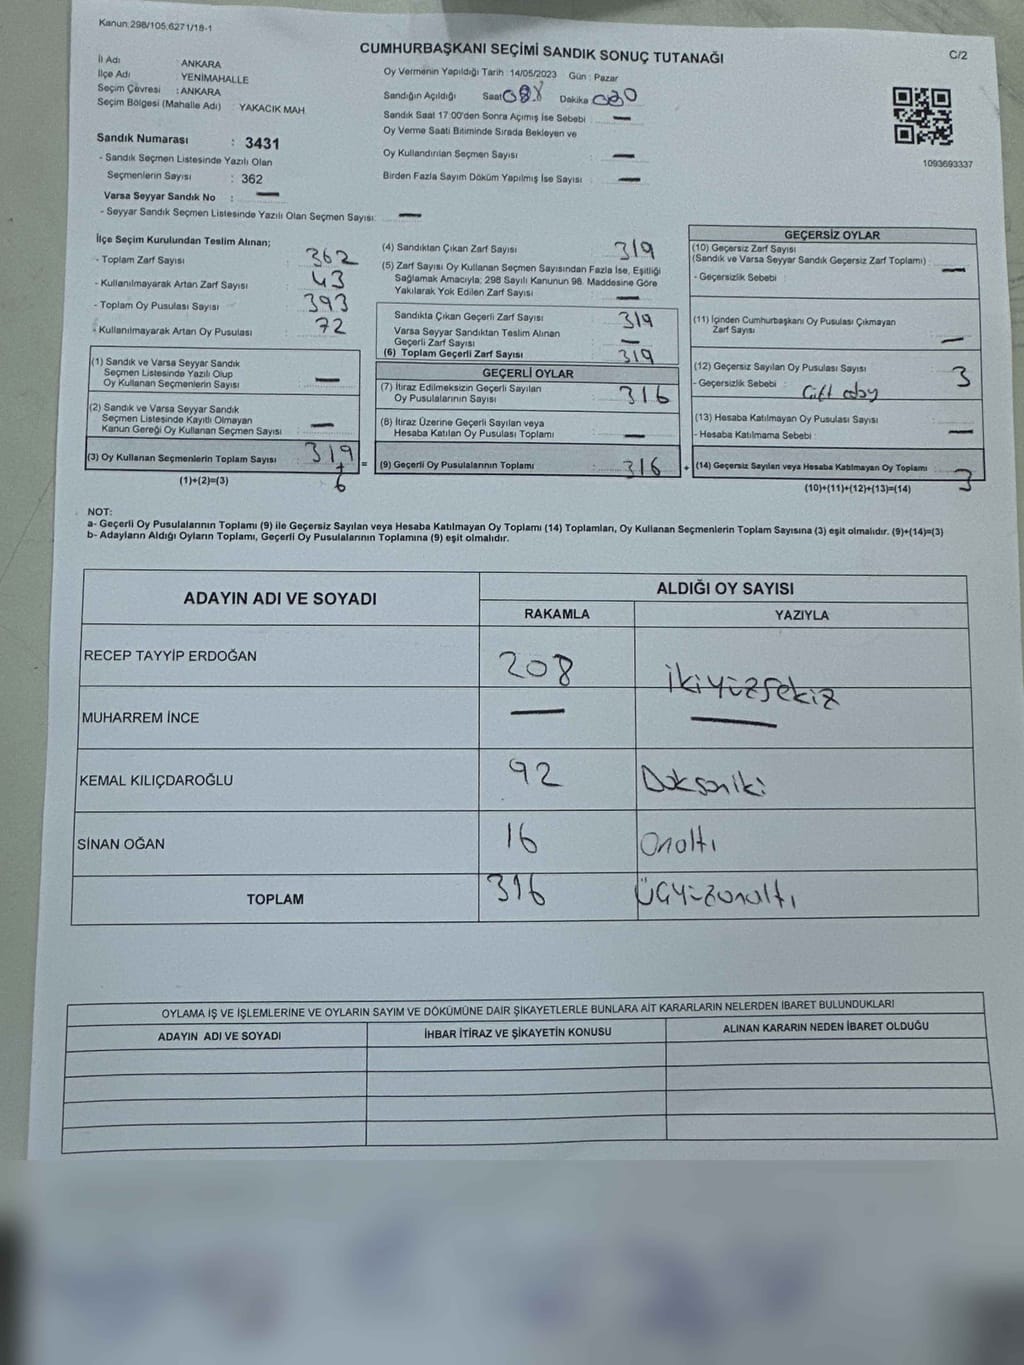 Kanun:298/105;6271/18-1
CUMHURBAŞKANI SEÇİMİ SANDIK SONUÇ TUTANAĞI
C/2
İl Adı : ANKARA
İlçe Adı : YENİMAHALLE
Seçim Çevresi : ANKARA
Seçim Bölgesi (Mahalle Adı) : YAKACIK MAH
Sandık Numarası : 3431
- Sandık Seçmen Listesinde Yazılı Olan
Seçmenlerin Sayısı : 362
Varsa Seyyar Sandık No : —
- Seyyar Sandık Seçmen Listesinde Yazılı Olan Seçmen Sayısı: —
Oy Vermenin Yapıldığı Tarih : 14/05/2023 Gün : Pazar
Sandığın Açıldığı Saat Dakika
Sandık Saat 17:00'den Sonra Açımış İse Sebebi : —
Oy Verme Saati Bitiminde Sırada Bekleyen ve
Oy Kullandırılan Seçmen Sayısı : —
Birden Fazla Sayım Döküm Yapılmış İse Sayısı : —
1093693337
İlçe Seçim Kurulundan Teslim Alınan;
- Toplam Zarf Sayısı : 362
- Kullanılmayarak Artan Zarf Sayısı : 43
- Toplam Oy Pusulası Sayısı : 393
- Kullanılmayarak Artan Oy Pusulası : 72
(1) Sandık ve Varsa Seyyar Sandık
Seçmen Listesinde Yazılı Olup
Oy Kullanan Seçmenlerin Sayısı : —
(2) Sandık ve Varsa Seyyar Sandık
Seçmen Listesinde Kayıtlı Olmayan
Kanun Gereği Oy Kullanan Seçmen Sayısı : —
(3) Oy Kullanan Seçmenlerin Toplam Sayısı : 319
(1)+(2)=(3)
+
6
=
(4) Sandıktan Çıkan Zarf Sayısı : 319
(5) Zarf Sayısı Oy Kullanan Seçmen Sayısından Fazla İse, Eşitliği
Sağlamak Amacıyla; 298 Sayılı Kanunun 98. Maddesine Göre
Yakılarak Yok Edilen Zarf Sayısı : —
Sandıkta Çıkan Geçerli Zarf Sayısı : 319
Varsa Seyyar Sandıktan Teslim Alınan
Geçerli Zarf Sayısı : —
(6) Toplam Geçerli Zarf Sayısı : 319
GEÇERLİ OYLAR
(7) İtiraz Edilmeksizin Geçerli Sayılan
Oy Pusulalarının Sayısı : 316
(8) İtiraz Üzerine Geçerli Sayılan veya
Hesaba Katılan Oy Pusulası Toplamı : —
(9) Geçerli Oy Pusulalarının Toplamı : 316
+
GEÇERSİZ OYLAR
(10) Geçersiz Zarf Sayısı
(Sandık ve Varsa Seyyar Sandık Geçersiz Zarf Toplamı) : —
- Geçersizlik Sebebi :
(11) İçinden Cumhurbaşkanı Oy Pusulası Çıkmayan
Zarf Sayısı : —
(12) Geçersiz Sayılan Oy Pusulası Sayısı : 3
- Geçersizlik Sebebi : Çift
(13) Hesaba Katılmayan Oy Pusulası Sayısı : —
- Hesaba Katılmama Sebebi :
(14) Geçersiz Sayılan veya Hesaba Katılmayan Oy Toplamı : 3
(10)+(11)+(12)+(13)=(14)
NOT:
a- Geçerli Oy Pusulalarının Toplamı (9) ile Geçersiz Sayılan veya Hesaba Katılmayan Oy Toplamı (14) Toplamları, Oy Kullanan Seçmenlerin Toplam Sayısına (3) eşit olmalıdır. (9)+(14)=(3)
b- Adayların Aldığı Oyların Toplamı, Geçerli Oy Pusulalarının Toplamına (9) eşit olmalıdır.
ADAYIN ADI VE SOYADI
ALDIĞI OY SAYISI
RAKAMLA YAZIYLA
RECEP TAYYİP ERDOĞAN 208 ikiyüzsekiz
MUHARREM İNCE — —
KEMAL KILIÇDAROĞLU 92 Doksaniki
SİNAN OĞAN 16 Onaltı
TOPLAM 316 Üçyüzonaltı
OYLAMA İŞ VE İŞLEMLERİNE VE OYLARIN SAYIM VE DÖKÜMÜNE DAİR ŞİKAYETLERLE BUNLARA AİT KARARLARIN NELERDEN İBARET BULUNDUKLARI
ADAYIN ADI VE SOYADI İHBAR İTİRAZ VE ŞİKAYETİN KONUSU ALINAN KARARIN NEDEN İBARET OLDUĞU